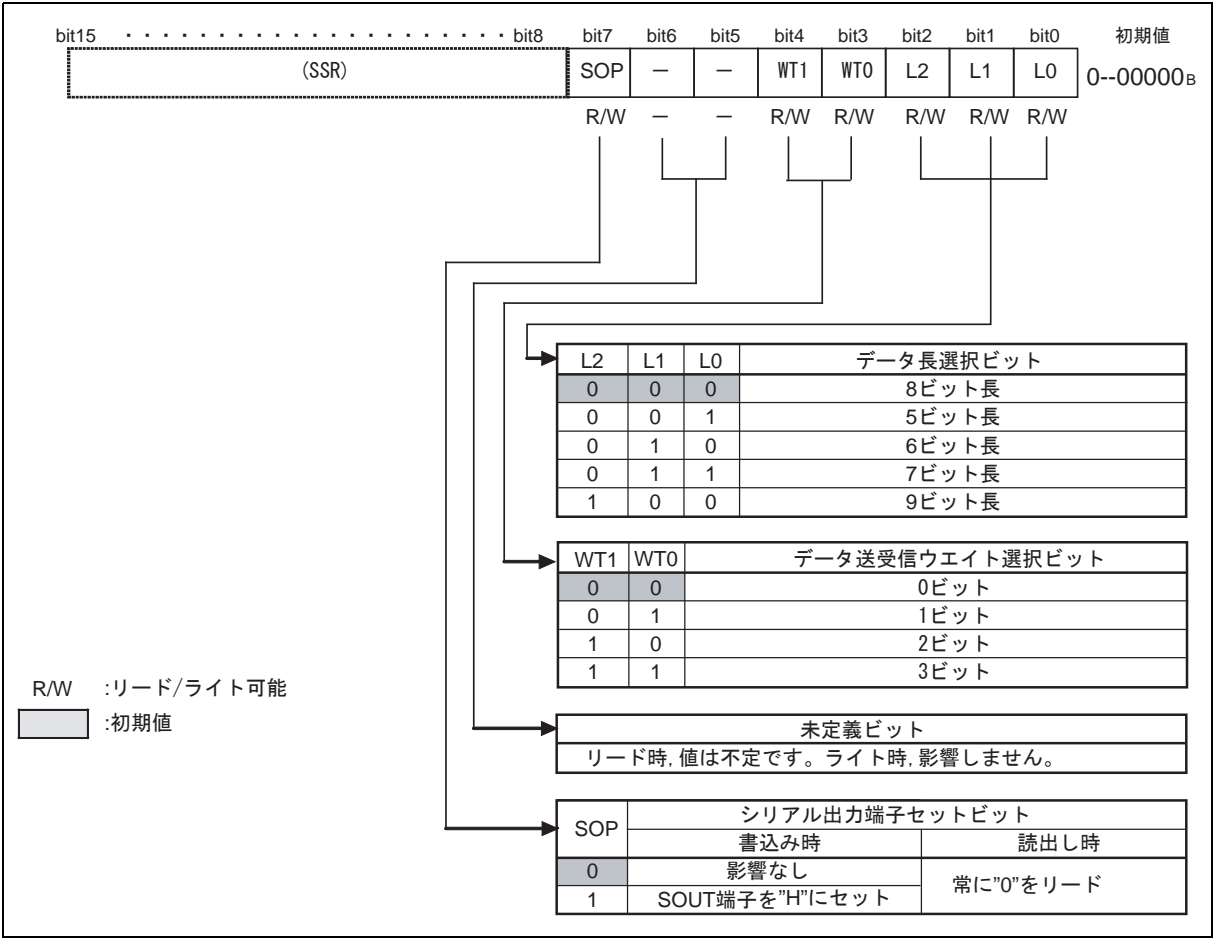 bit15 ・・・・・・・・・・・・・・・・・・・・ bit8 bit7 bit6 bit5 bit4 bit3 bit2 bit1 bit0 初期値
(SSR) SOP － － WT1 WT0 L2 L1 L0 0--00000B
R/W － － R/W R/W R/W R/W R/W
L2 L1 L0 データ長選択ビット
0 0 0 8ビット長
0 0 1 5ビット長
0 1 0 6ビット長
0 1 1 7ビット長
1 0 0 9ビット長
WT1 WT0 データ送受信ウエイト選択ビット
0 0 0ビット
0 1 1ビット
1 0 2ビット
1 1 3ビット
R/W :リード/ライト可能
:初期値
未定義ビット
リード時,値は不定です。ライト時,影響しません。
SOP シリアル出力端子セットビット
書込み時 読出し時
0 影響なし 常に"0"をリード
1 SOUT端子を"H"にセット